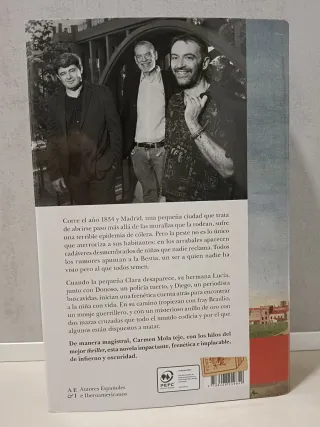 Corre el año 1834 y Madrid, una pequeña ciudad que trata
de abrirse paso más allá de las murallas que la rodean, sufre
una terrible epidemia de cólera. Pero la peste no es lo único
que aterroriza a sus habitantes: en los arrabales aparecen
cadáveres desmembrados de niñas que nadie reclama. Todos
los rumores apuntan a la Bestia, un ser a quien nadie ha
visto pero al que todos temen.
Cuando la pequeña Clara desaparece, su hermana Lucía,
junto con Donoso, un policía tuerto, y Diego, un periodista
buscavidas, inician una frenética cuenta atrás para encontrar
a la niña con vida. En su camino tropiezan con fray Braulio,
un monje guerrillero, y con un misterioso anillo de oro con
dos mazas cruzadas que todo el mundo codicia y por el que
algunos están dispuestos a matar.
De manera magistral, Carmen Mola teje, con los hilos del
mejor thriller, esta novela impactante, frenética e implacable,
de infierno y oscuridad.
A.E. Autores Españoles
& I e Iberoamericanos
PEFC